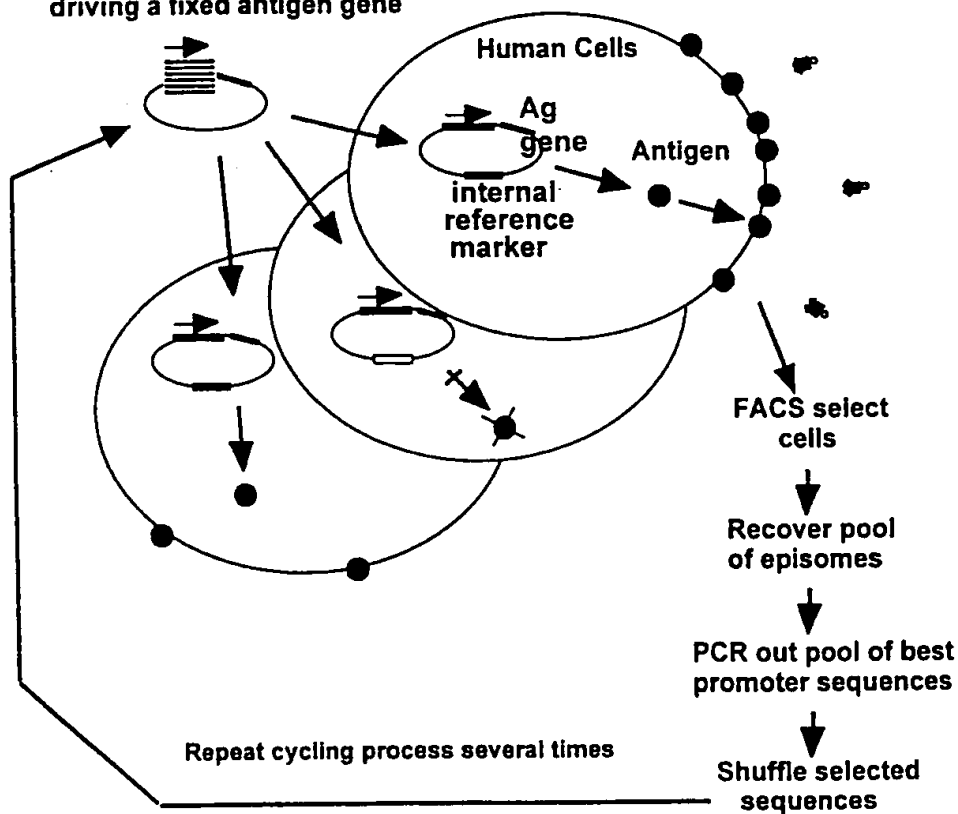 driving a fixed antigen gene
Human Cells
Ag
gene
internal
reference
marker
Antigen
FACS select
cells
Recover pool
of episomes
PCR out pool of best
promoter sequences
Shuffle selected
sequences
Repeat cycling process several times